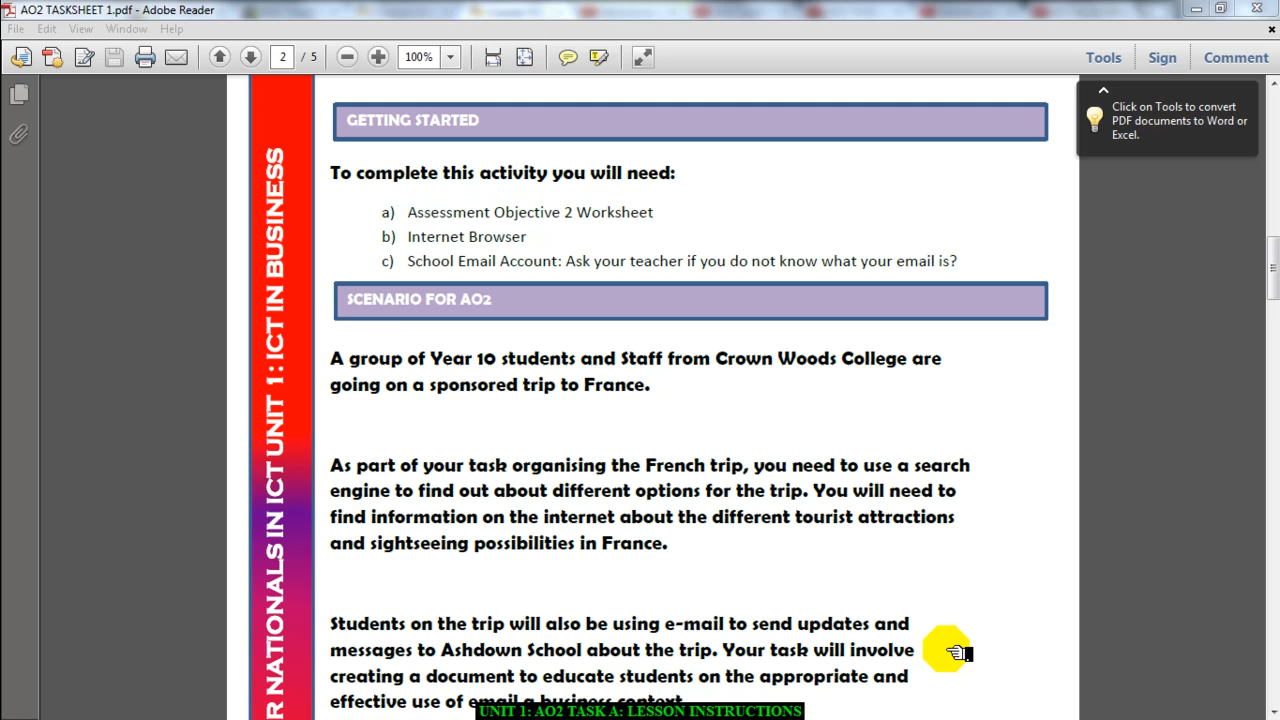 AO2 TASKSHEET 1.pdf - Adobe Reader
File Edit View Window Help
2 / 5 100% Tools Sign Comment
Click on Tools to convert
PDF documents to Word or
Excel.
GETTING STARTED
To complete this activity you will need:
a) Assessment Objective 2 Worksheet
b) Internet Browser
c) School Email Account: Ask your teacher if you do not know what your email is?
SCENARIO FOR AO2
A group of Year 10 students and Staff from Crown Woods College are
going on a sponsored trip to France.
As part of your task organising the French trip, you need to use a search
engine to find out about different options for the trip. You will need to
find information on the internet about the different tourist attractions
and sightseeing possibilities in France.
Students on the trip will also be using e-mail to send updates and
messages to Ashdown School about the trip. Your task will involve
creating a document to educate students on the appropriate and
effective use of email a business context.
R NATIONALS IN ICT UNIT 1: ICT IN BUSINESS
UNIT 1: AO2 TASK A: LESSON INSTRUCTIONS